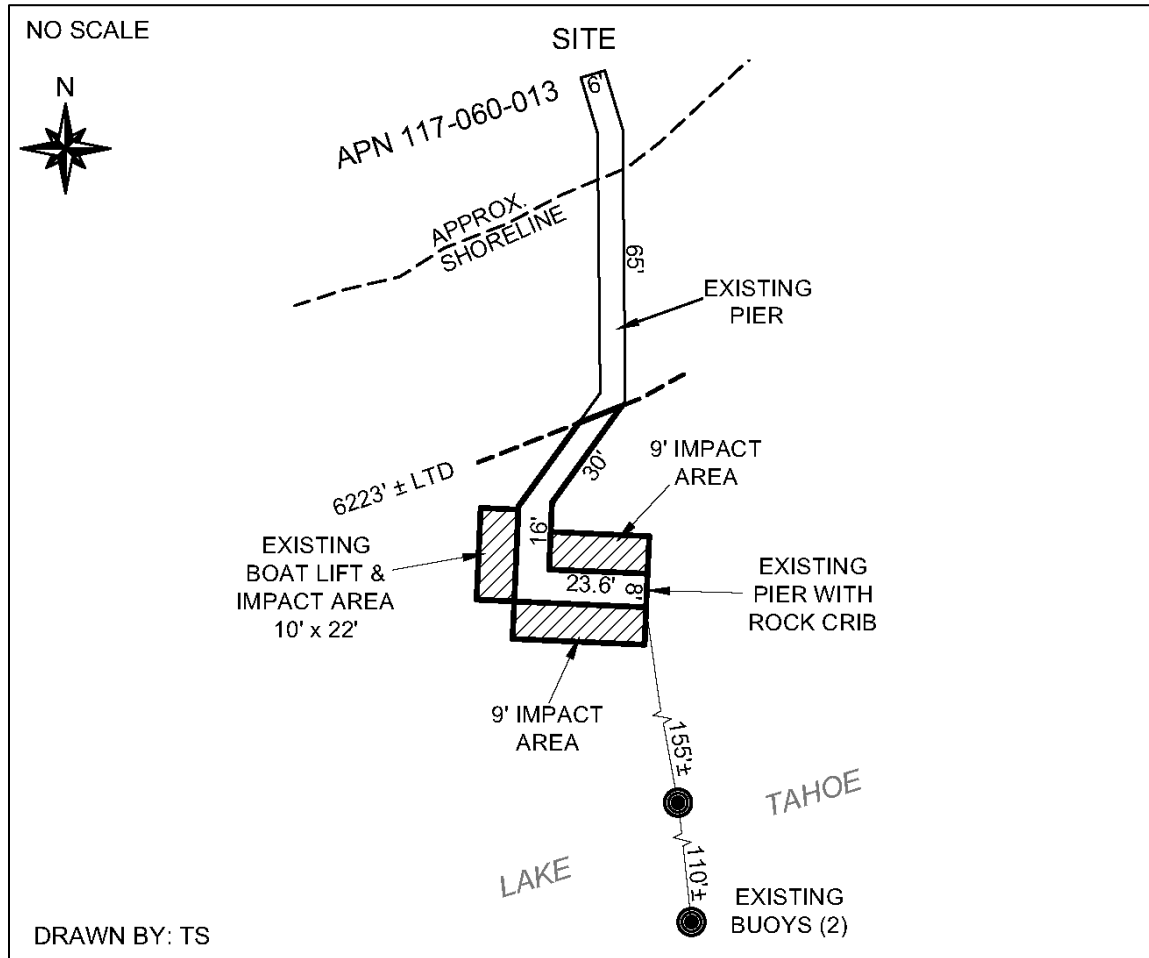 NO SCALE
SITE
N
6'
APN 117-060-013
APPROX.
SHORELINE
65'
EXISTING
PIER
6223' ± LTD
30'
9' IMPACT
AREA
16'
EXISTING
BOAT LIFT &
IMPACT AREA
10' x 22'
23.6'
8'
EXISTING
PIER WITH
ROCK CRIB
9' IMPACT
AREA
155'±
TAHOE
110'±
LAKE
EXISTING
BUOYS (2)
DRAWN BY: TS